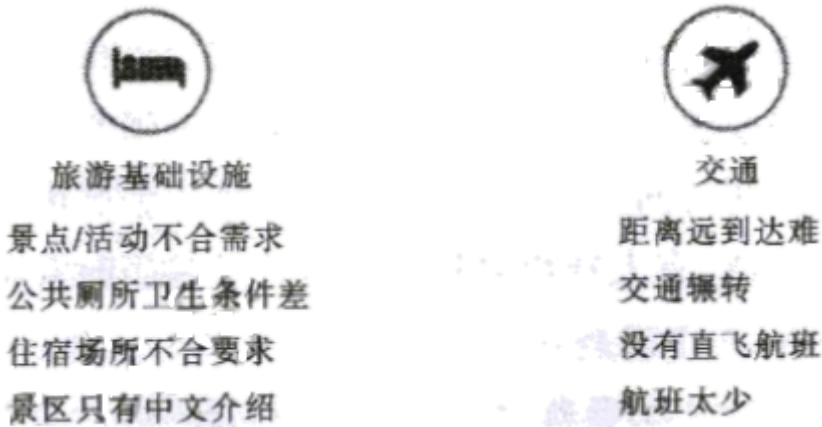 旅游基础设施
景点/活动不合需求
公共厕所卫生条件差
住宿场所不合要求
景区只有中文介绍
交通
距离远到达难
交通辗转
没有直飞航班
航班太少